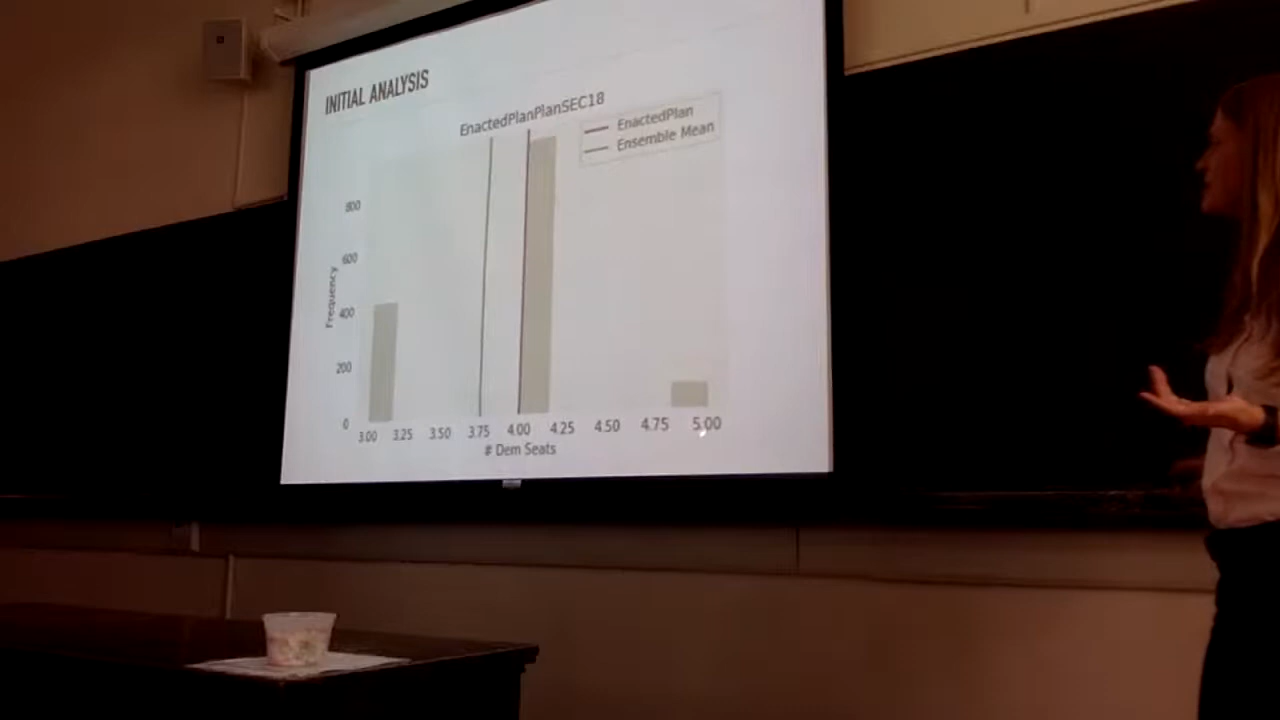 INITIAL ANALYSIS
EnactedPlanPlanSEC18
EnactedPlan
Ensemble Mean
800
600
400
200
0
Frequency
3.00 3.25 3.50 3.75 4.00 4.25 4.50 4.75 5.00
# Dem Seats